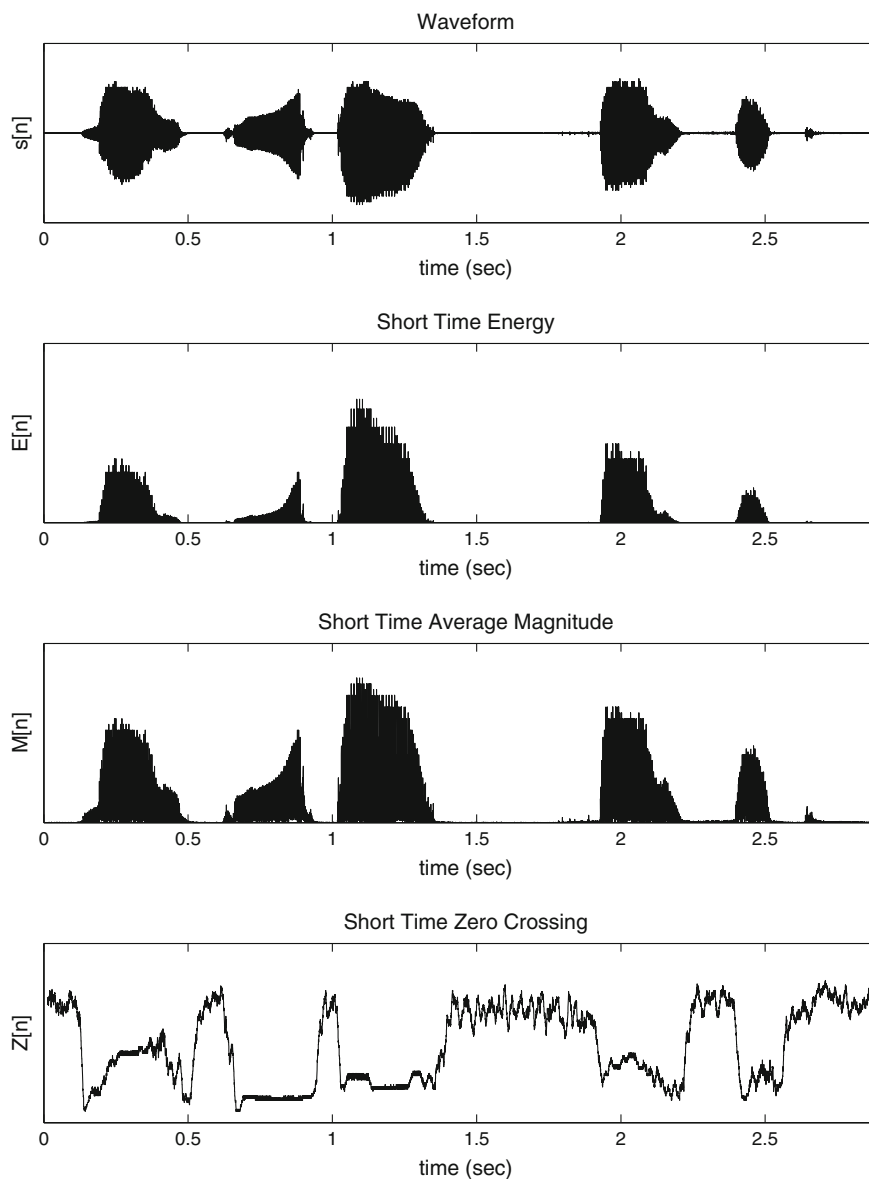 Waveform
s[n]
0 0.5 1 1.5 2 2.5
time (sec)
Short Time Energy
E[n]
0 0.5 1 1.5 2 2.5
time (sec)
Short Time Average Magnitude
M[n]
0 0.5 1 1.5 2 2.5
time (sec)
Short Time Zero Crossing
Z[n]
0 0.5 1 1.5 2 2.5
time (sec)